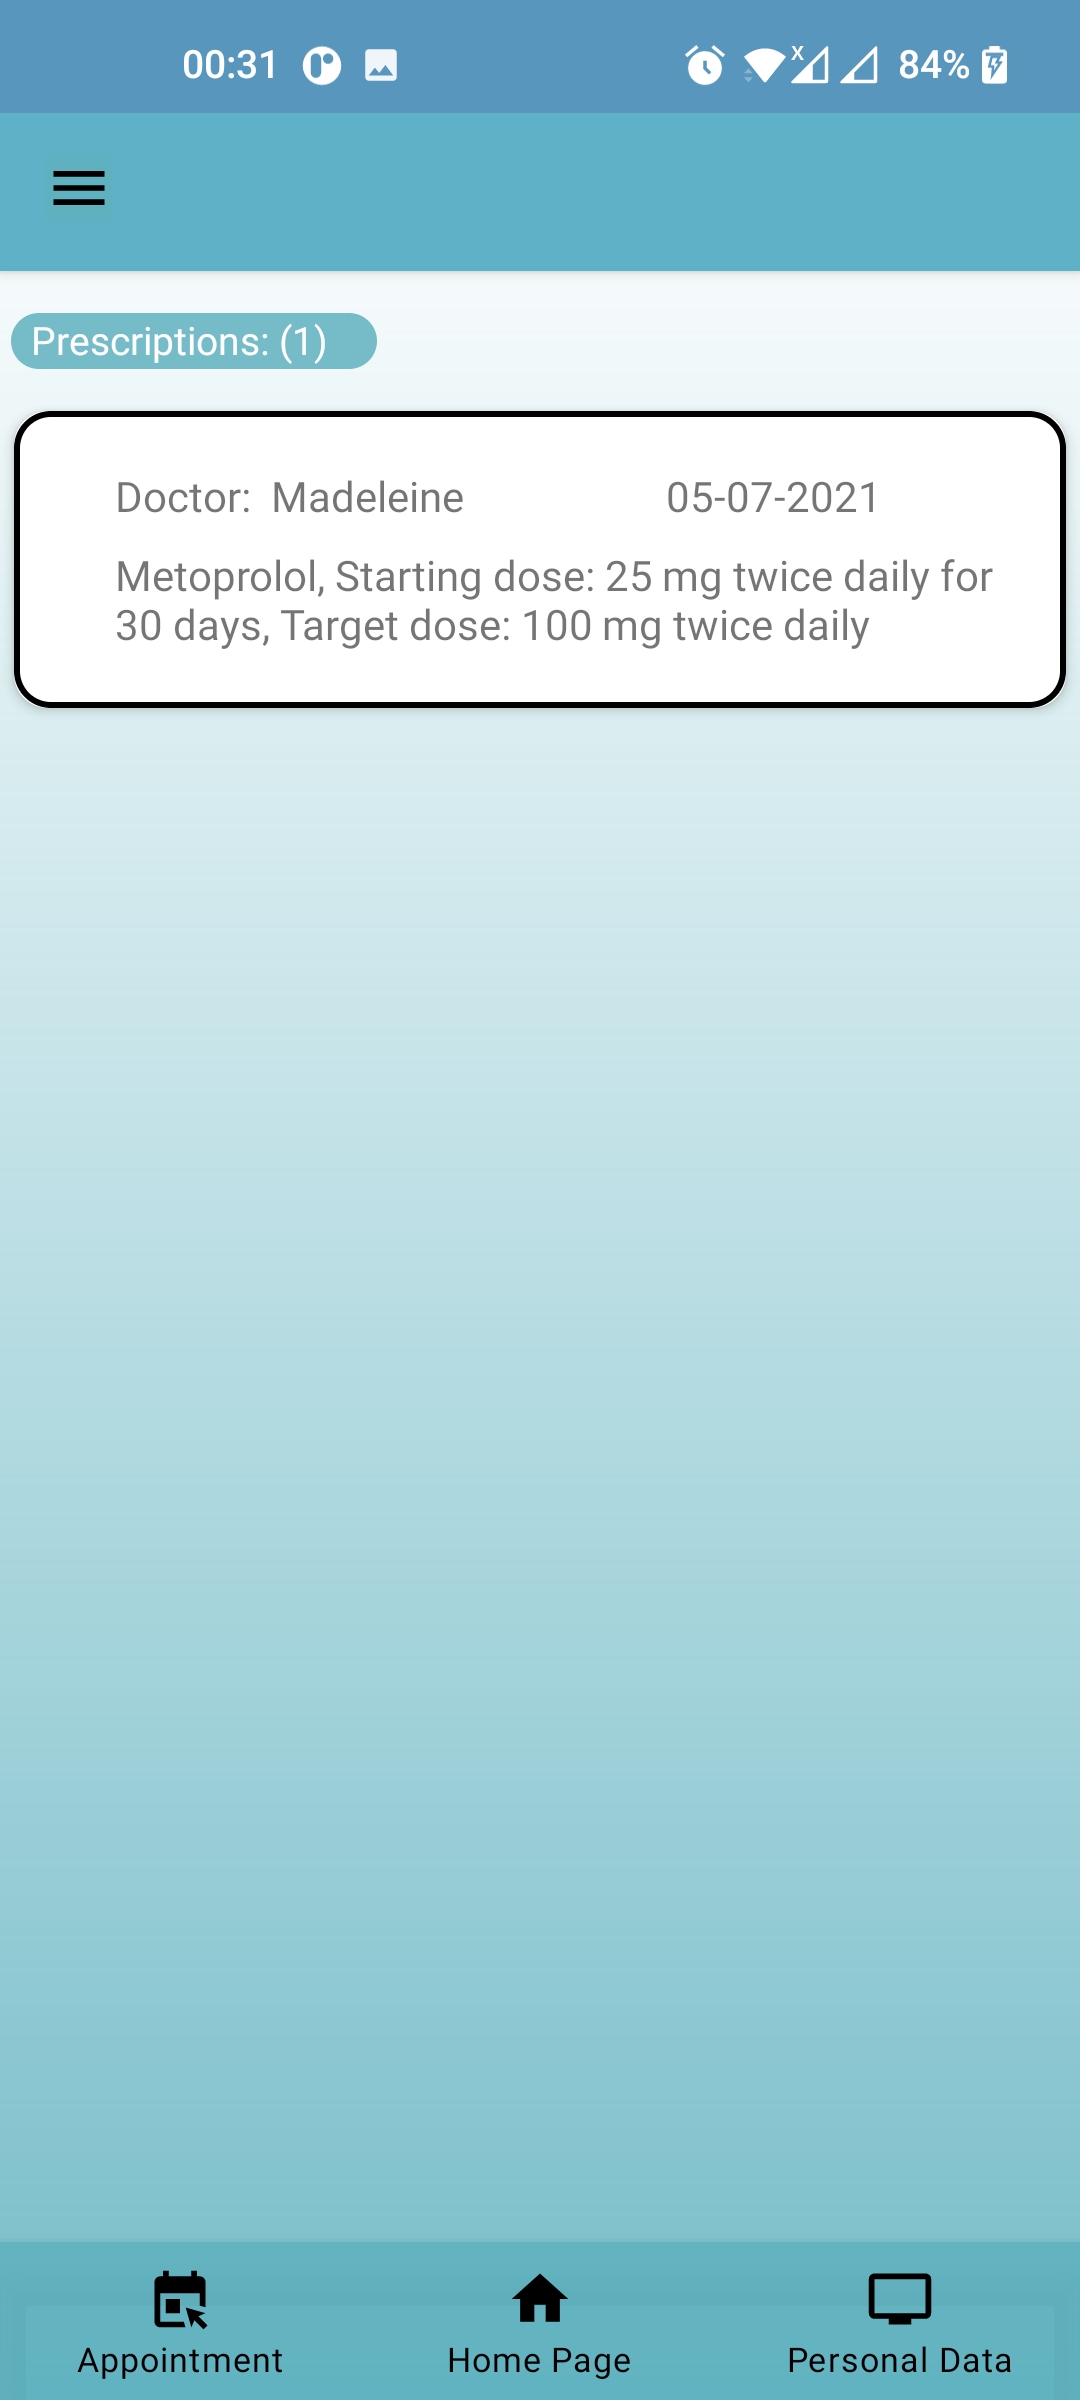 00:31 84%
Prescriptions: (1)
Doctor: Madeleine 05-07-2021
Metoprolol, Starting dose: 25 mg twice daily for
30 days, Target dose: 100 mg twice daily
Appointment Home Page Personal Data